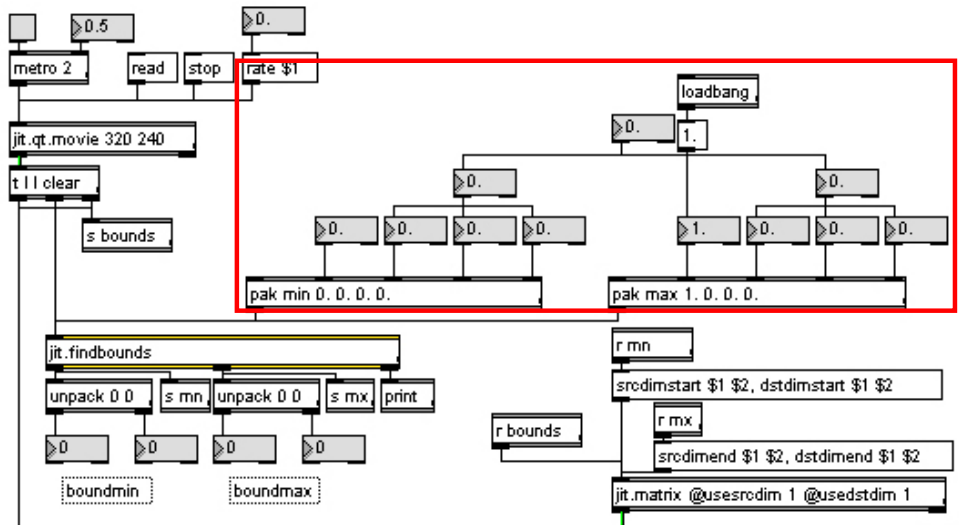 0.5
0.
metro 2
read
stop
rate $1
loadbang
0.
1.
jit.qt.movie 320 240
t l l clear
0.
0.
s bounds
0.
0.
0.
0.
1.
0.
0.
0.
pak min 0. 0. 0. 0.
pak max 1. 0. 0. 0.
jit.findbounds
r mn
unpack 0 0
s mn
unpack 0 0
s mx
print
srcdimstart $1 $2, dstdimstart $1 $2
r mx
r bounds
0
0
0
0
srcdimend $1 $2, dstdimend $1 $2
boundmin
boundmax
jit.matrix @usesrcdim 1 @usedstdim 1